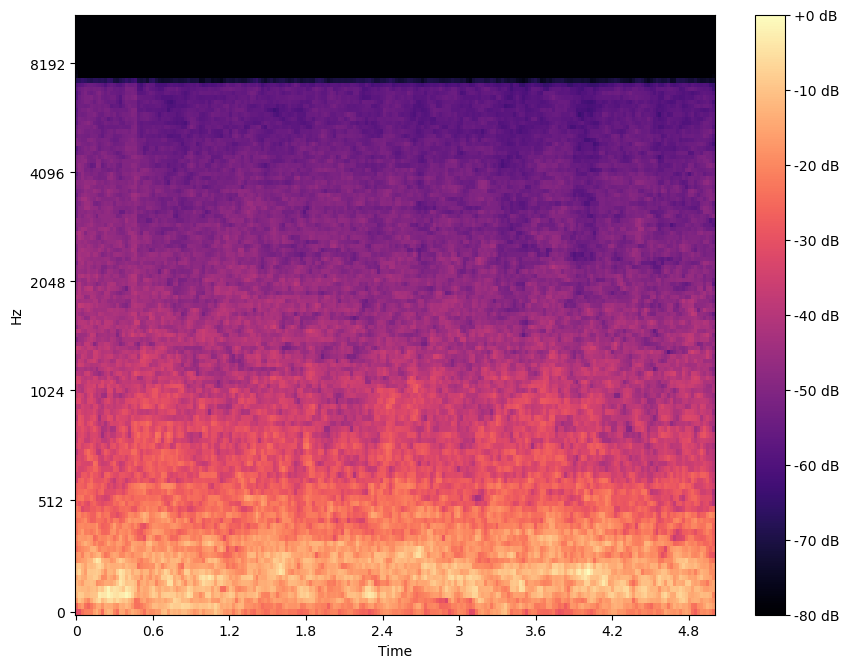 Hz
8192
4096
2048
1024
512
0
0 0.6 1.2 1.8 2.4 3 3.6 4.2 4.8
Time
+0 dB
-10 dB
-20 dB
-30 dB
-40 dB
-50 dB
-60 dB
-70 dB
-80 dB